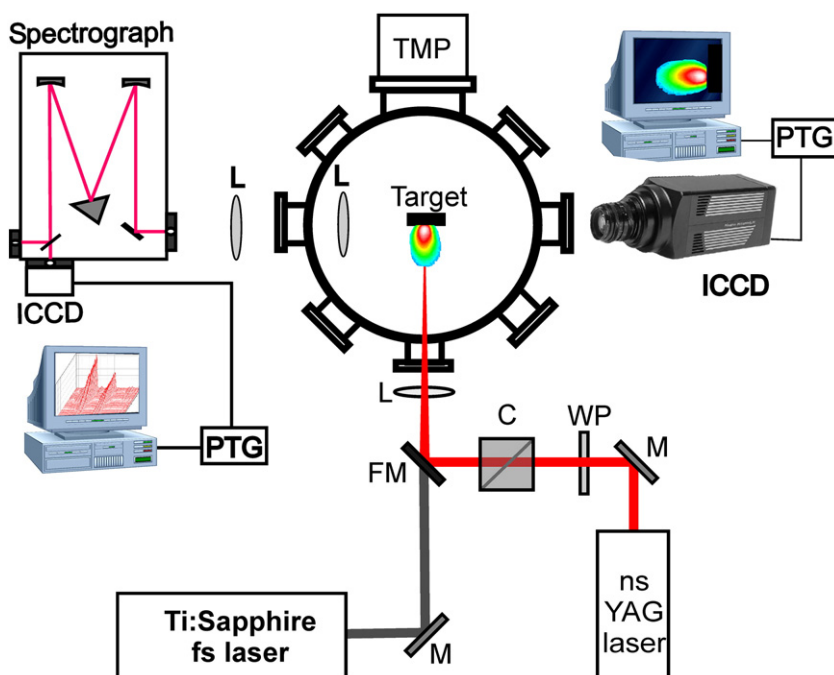 Spectrograph
TMP
PTG
L
L
Target
ICCD
ICCD
L
C
WP
M
PTG
FM
ns
YAG
laser
Ti:Sapphire
fs laser
M